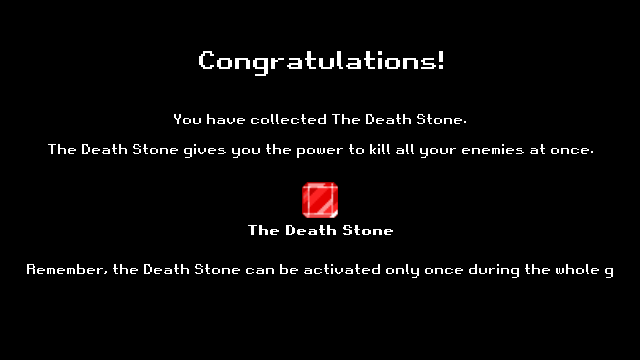 Congratulations!
You have collected The Death Stone.
The Death Stone gives you the power to kill all your enemies at once.
The Death Stone
Remember, the Death Stone can be activated only once during the whole g